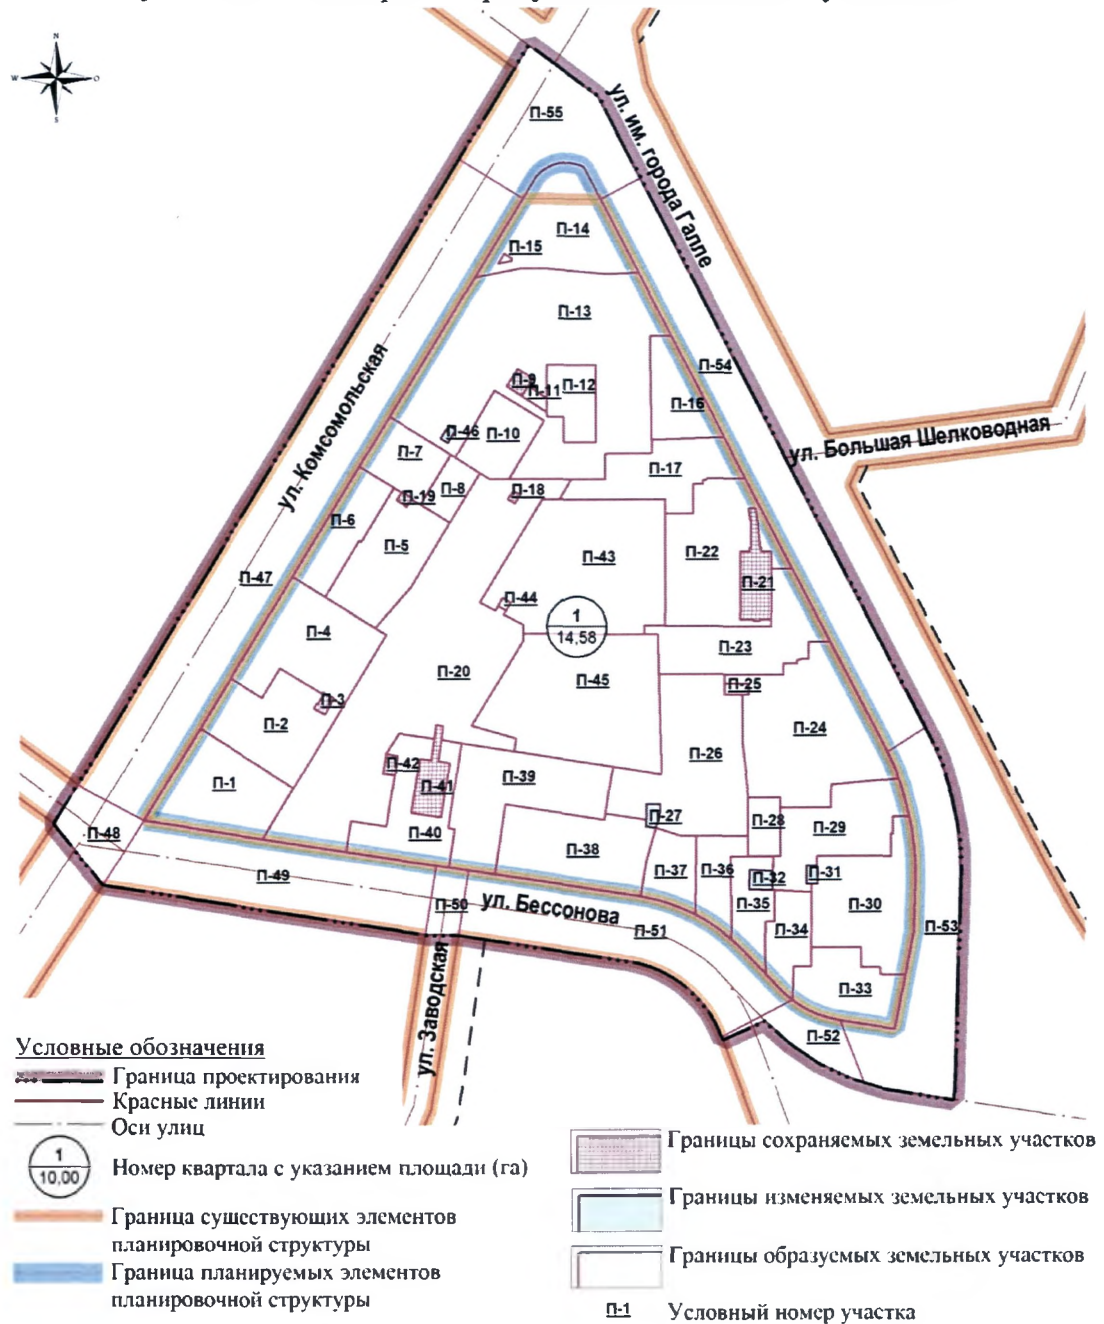 N
W
O
S
П-55
ул. им. города Галле
П-14
П-15
П-13
П-54
П-9
П-11
П-12
П-16
ул. Комсомольская
П-46
П-10
ул. Большая Шелководная
П-7
П-17
П-19
П-8
П-18
П-6
П-5
П-43
П-22
П-47
П-21
П-44
1
14,58
П-4
П-23
П-20
П-45
П-25
П-3
П-2
П-24
П-26
П-42
П-39
П-1
П-41
П-27
П-28
П-29
П-48
П-40
П-38
П-37
П-36
П-32
П-31
П-49
П-50
ул. Бессонова
П-35
П-30
П-51
П-34
П-53
П-33
ул. Заводская
П-52
Условные обозначения
Граница проектирования
Красные линии
Оси улиц
1
10,00
Номер квартала с указанием площади (га)
Граница существующих элементов
планировочной структуры
Граница планируемых элементов
планировочной структуры
Границы сохраняемых земельных участков
Границы изменяемых земельных участков
Границы образуемых земельных участков
П-1
Условный номер участка